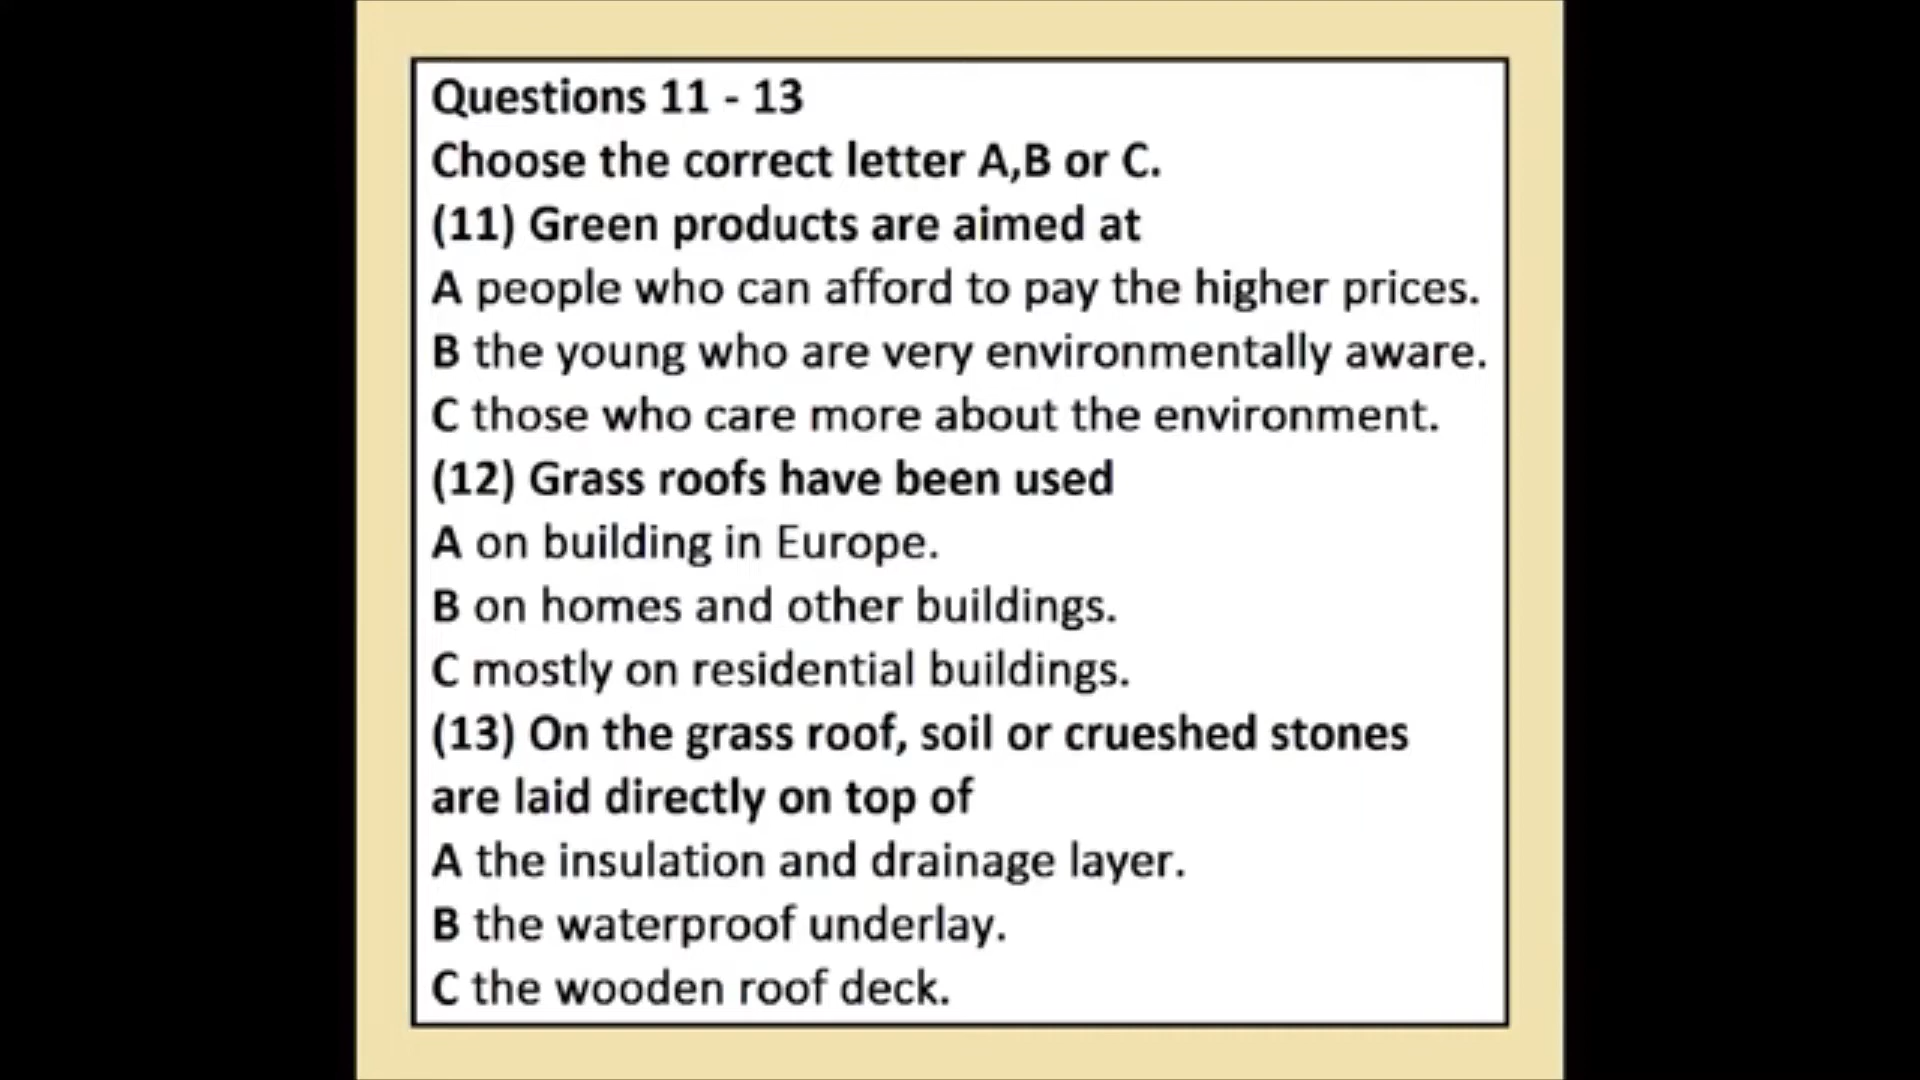 Questions 11 - 13
Choose the correct letter A,B or C.
(11) Green products are aimed at
A people who can afford to pay the higher prices.
B the young who are very environmentally aware.
C those who care more about the environment.
(12) Grass roofs have been used
A on building in Europe.
B on homes and other buildings.
C mostly on residential buildings.
(13) On the grass roof, soil or crueshed stones
are laid directly on top of
A the insulation and drainage layer.
B the waterproof underlay.
C the wooden roof deck.